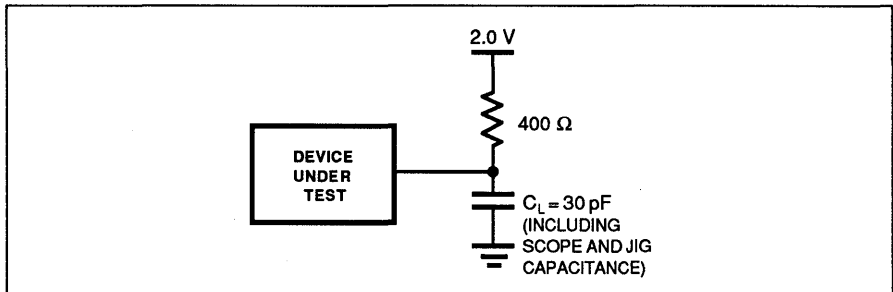 2.0 V
400 Ω
DEVICE
UNDER
TEST
C_L = 30 pF
(INCLUDING
SCOPE AND JIG
CAPACITANCE)